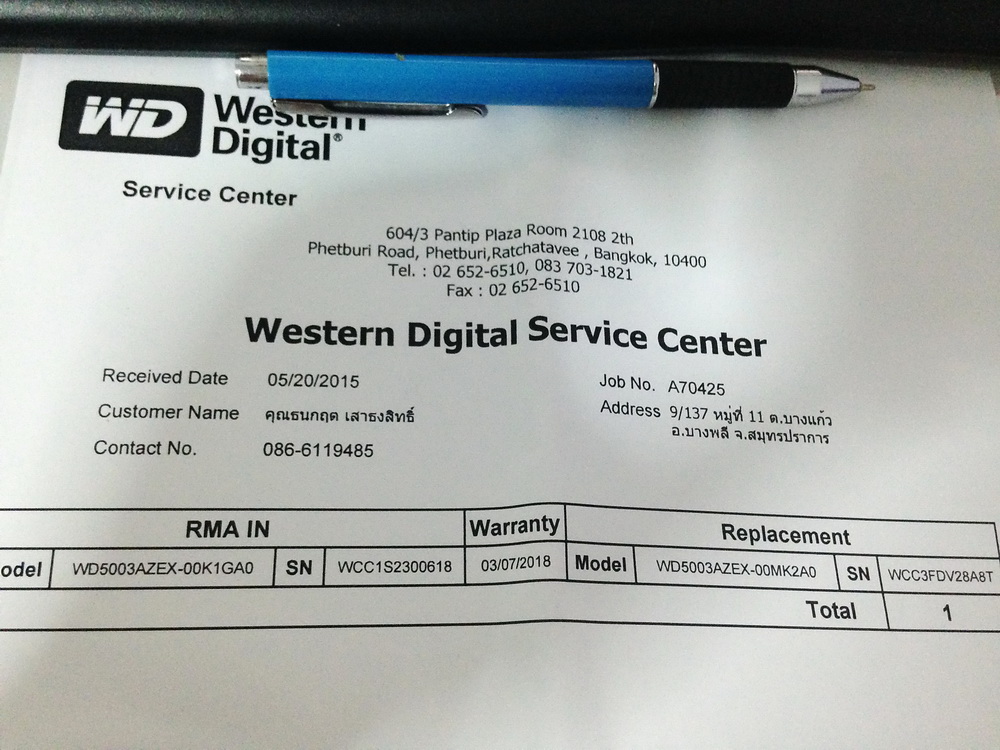 WD Western
Digital®
Service Center
604/3 Pantip Plaza Room 2108 2th
Phetburi Road, Phetburi,Ratchatavee , Bangkok, 10400
Tel. : 02 652-6510, 083 703-1821
Fax : 02 652-6510
Western Digital Service Center
Received Date 05/20/2015 Job No. A70425
Customer Name คุณธนกฤต เสาธงสิทธิ์ Address 9/137 หมู่ที่ 11 ต.บางแก้ว
อ.บางพลี จ.สมุทรปราการ
Contact No. 086-6119485
RMA IN Warranty Replacement
odel WD5003AZEX-00K1GA0 SN WCC1S2300618 03/07/2018 Model WD5003AZEX-00MK2A0 SN WCC3FDV28A8T
Total 1